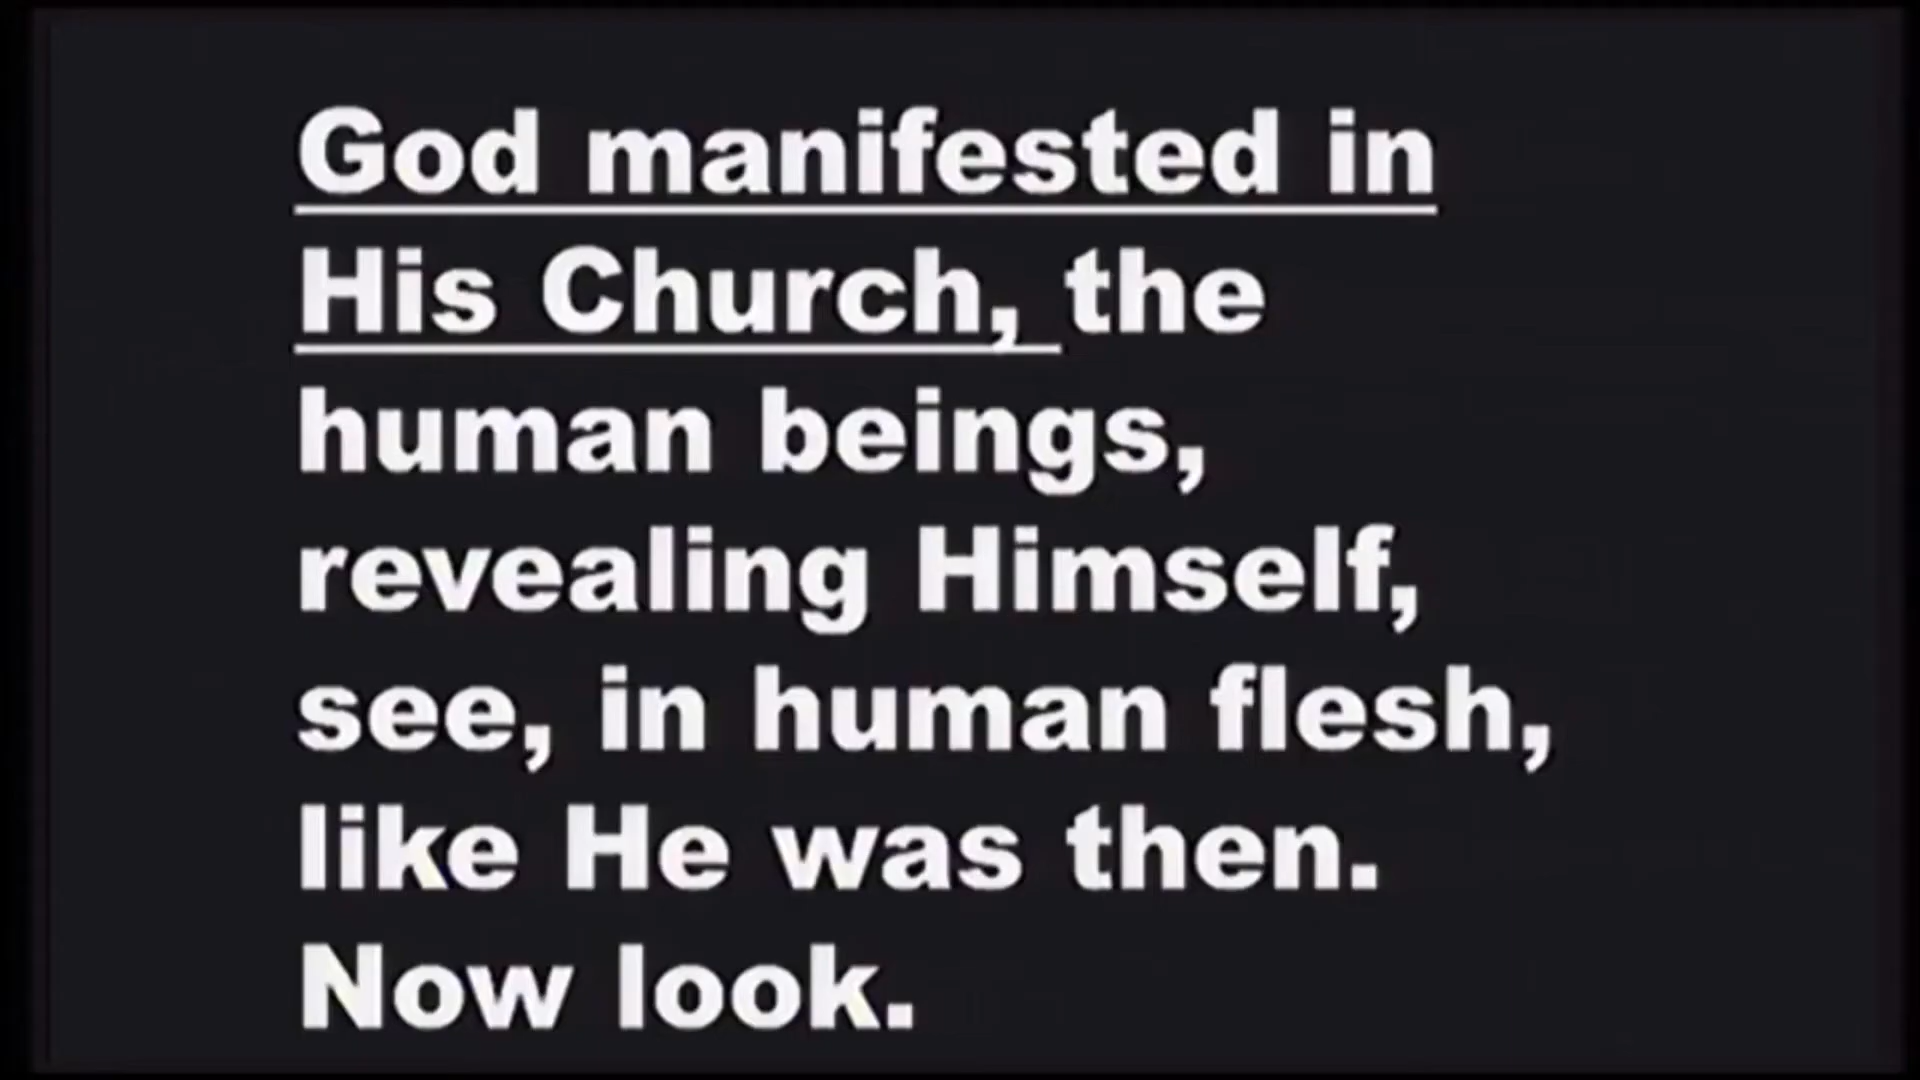 God manifested in
His Church, the
human beings,
revealing Himself,
see, in human flesh,
like He was then.
Now look.